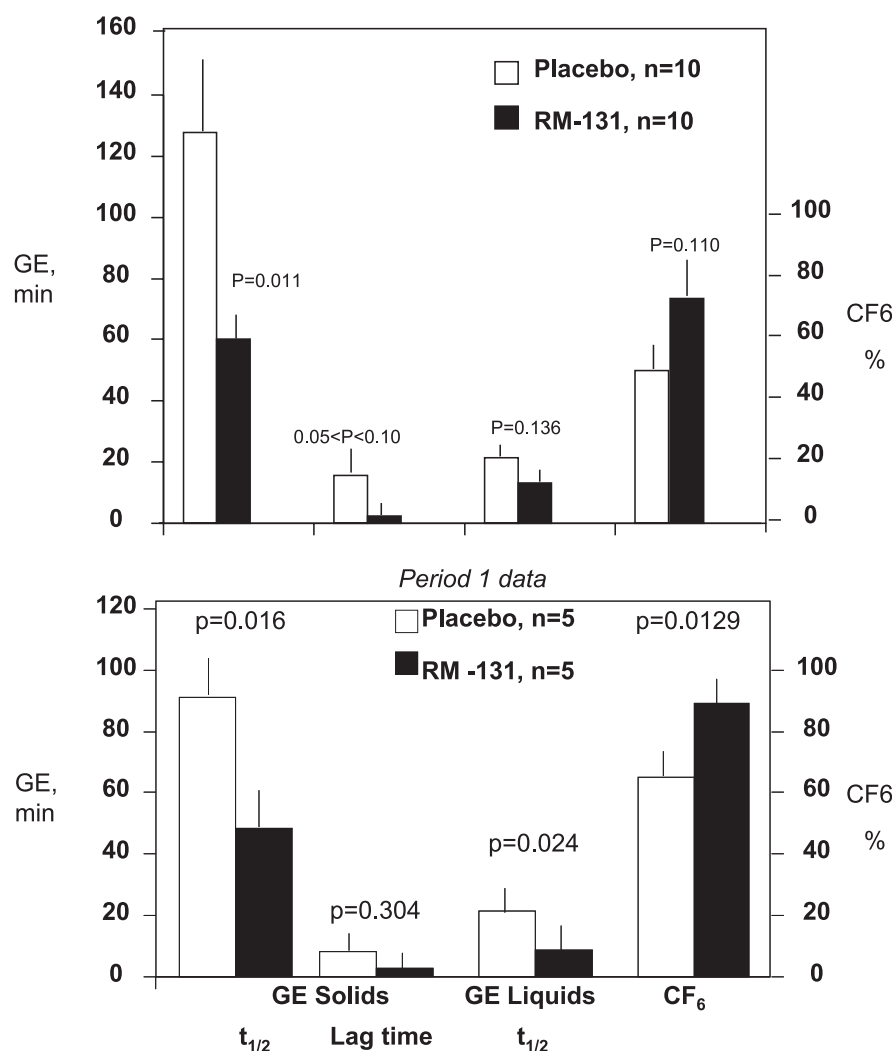 160
140
120
100
80
60
40
20
0
GE,
min
Placebo, n=10
RM-131, n=10
P=0.011
0.05<P<0.10
P=0.136
P=0.110
100
80
60
40
20
0
CF6
%
Period 1 data
120
100
80
60
40
20
0
GE,
min
Placebo, n=5
RM -131, n=5
p=0.016
p=0.304
p=0.024
p=0.0129
100
80
60
40
20
0
CF6
%
GE Solids GE Liquids CF6
t1/2 Lag time t1/2